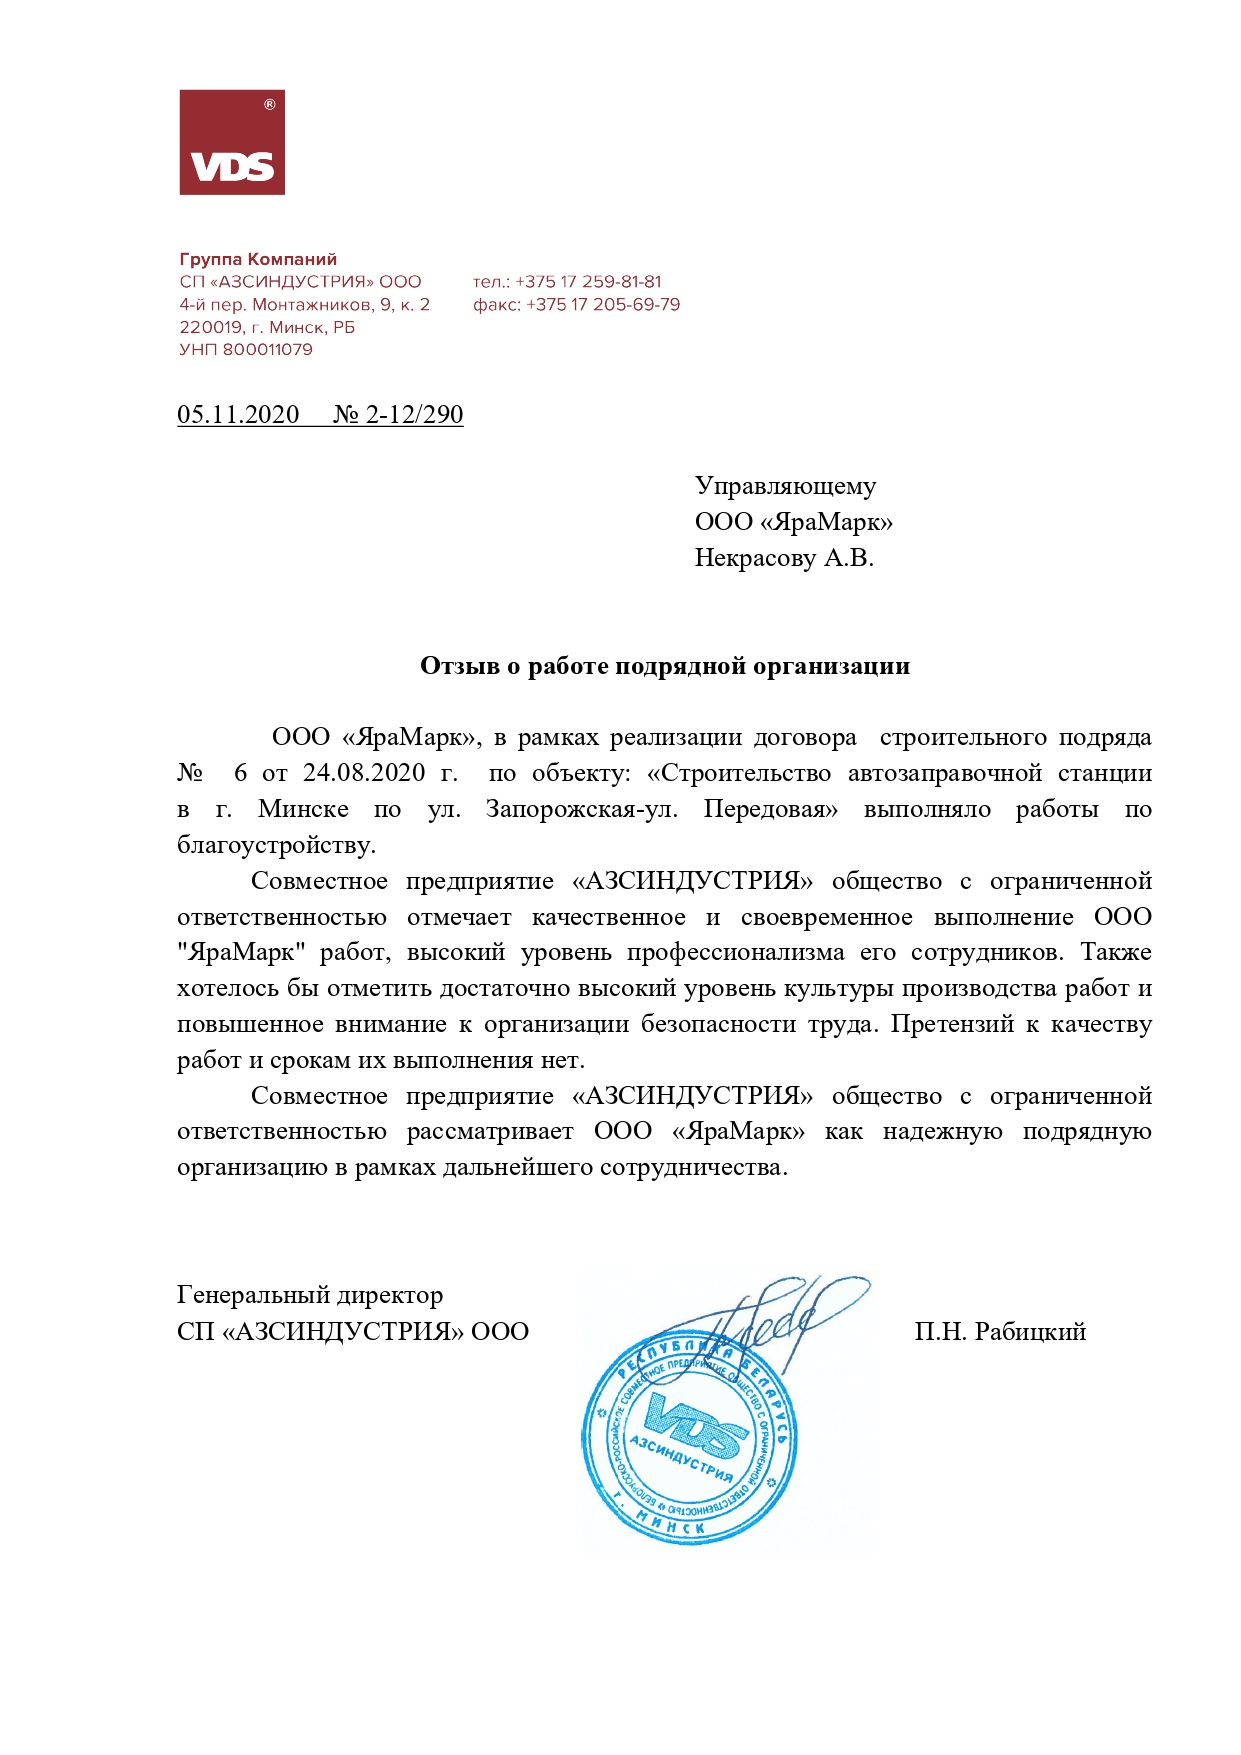 ®
VDS
Группа Компаний
СП «АЗСИНДУСТРИЯ» ООО
4-й пер. Монтажников, 9, к. 2
220019, г. Минск, РБ
УНП 800011079
тел.: +375 17 259-81-81
факс: +375 17 205-69-79
05.11.2020 № 2-12/290
Управляющему
ООО «ЯраМарк»
Некрасову А.В.
Отзыв о работе подрядной организации
ООО «ЯраМарк», в рамках реализации договора строительного подряда
№ 6 от 24.08.2020 г. по объекту: «Строительство автозаправочной станции
в г. Минске по ул. Запорожская-ул. Передовая» выполняло работы по
благоустройству.
Совместное предприятие «АЗСИНДУСТРИЯ» общество с ограниченной
ответственностью отмечает качественное и своевременное выполнение ООО
"ЯраМарк" работ, высокий уровень профессионализма его сотрудников. Также
хотелось бы отметить достаточно высокий уровень культуры производства работ и
повышенное внимание к организации безопасности труда. Претензий к качеству
работ и срокам их выполнения нет.
Совместное предприятие «АЗСИНДУСТРИЯ» общество с ограниченной
ответственностью рассматривает ООО «ЯраМарк» как надежную подрядную
организацию в рамках дальнейшего сотрудничества.
Генеральный директор
СП «АЗСИНДУСТРИЯ» ООО
П.Н. Рабицкий
РЕСПУБЛИКА БЕЛАРУСЬ
г. МИНСК
БЕЛОРУССКО-РОССИЙСКОЕ СОВМЕСТНОЕ ПРЕДПРИЯТИЕ ОБЩЕСТВО С ОГРАНИЧЕННОЙ ОТВЕТСТВЕННОСТЬЮ
VDS
АЗСИНДУСТРИЯ